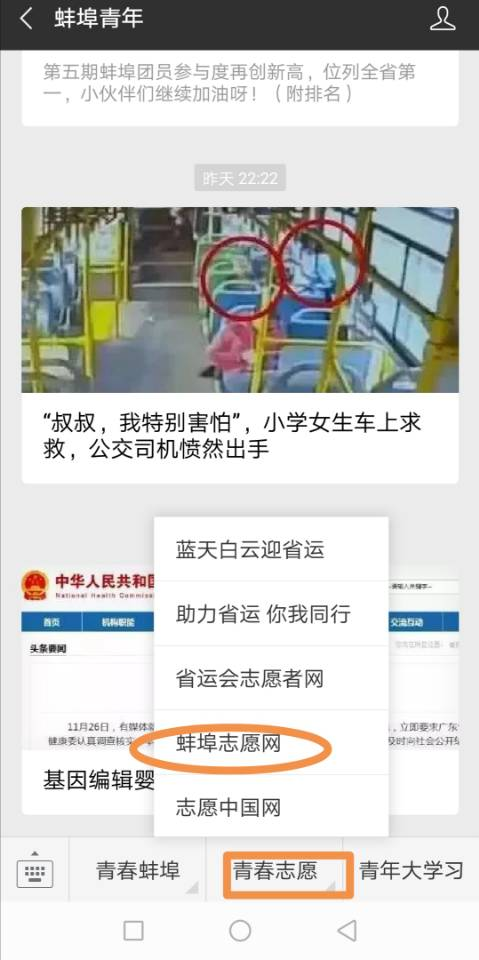 蚌埠青年
第五期蚌埠团员参与度再创新高，位列全省第
一，小伙伴们继续加油呀！（附排名）
昨天 22:22
“叔叔，我特别害怕”，小学女生车上求
救，公交司机愤然出手
蓝天白云迎省运
中华人民共和国
National Health Commis
助力省运 你我同行
首页 机构职能 交流互动
头条要闻
省运会志愿者网
11月26日，有媒体
，立即要求广东
蚌埠志愿网
健康委认真调查核实
及时向社会公开结
基因编辑婴
志愿中国网
青春蚌埠 青春志愿 青年大学习